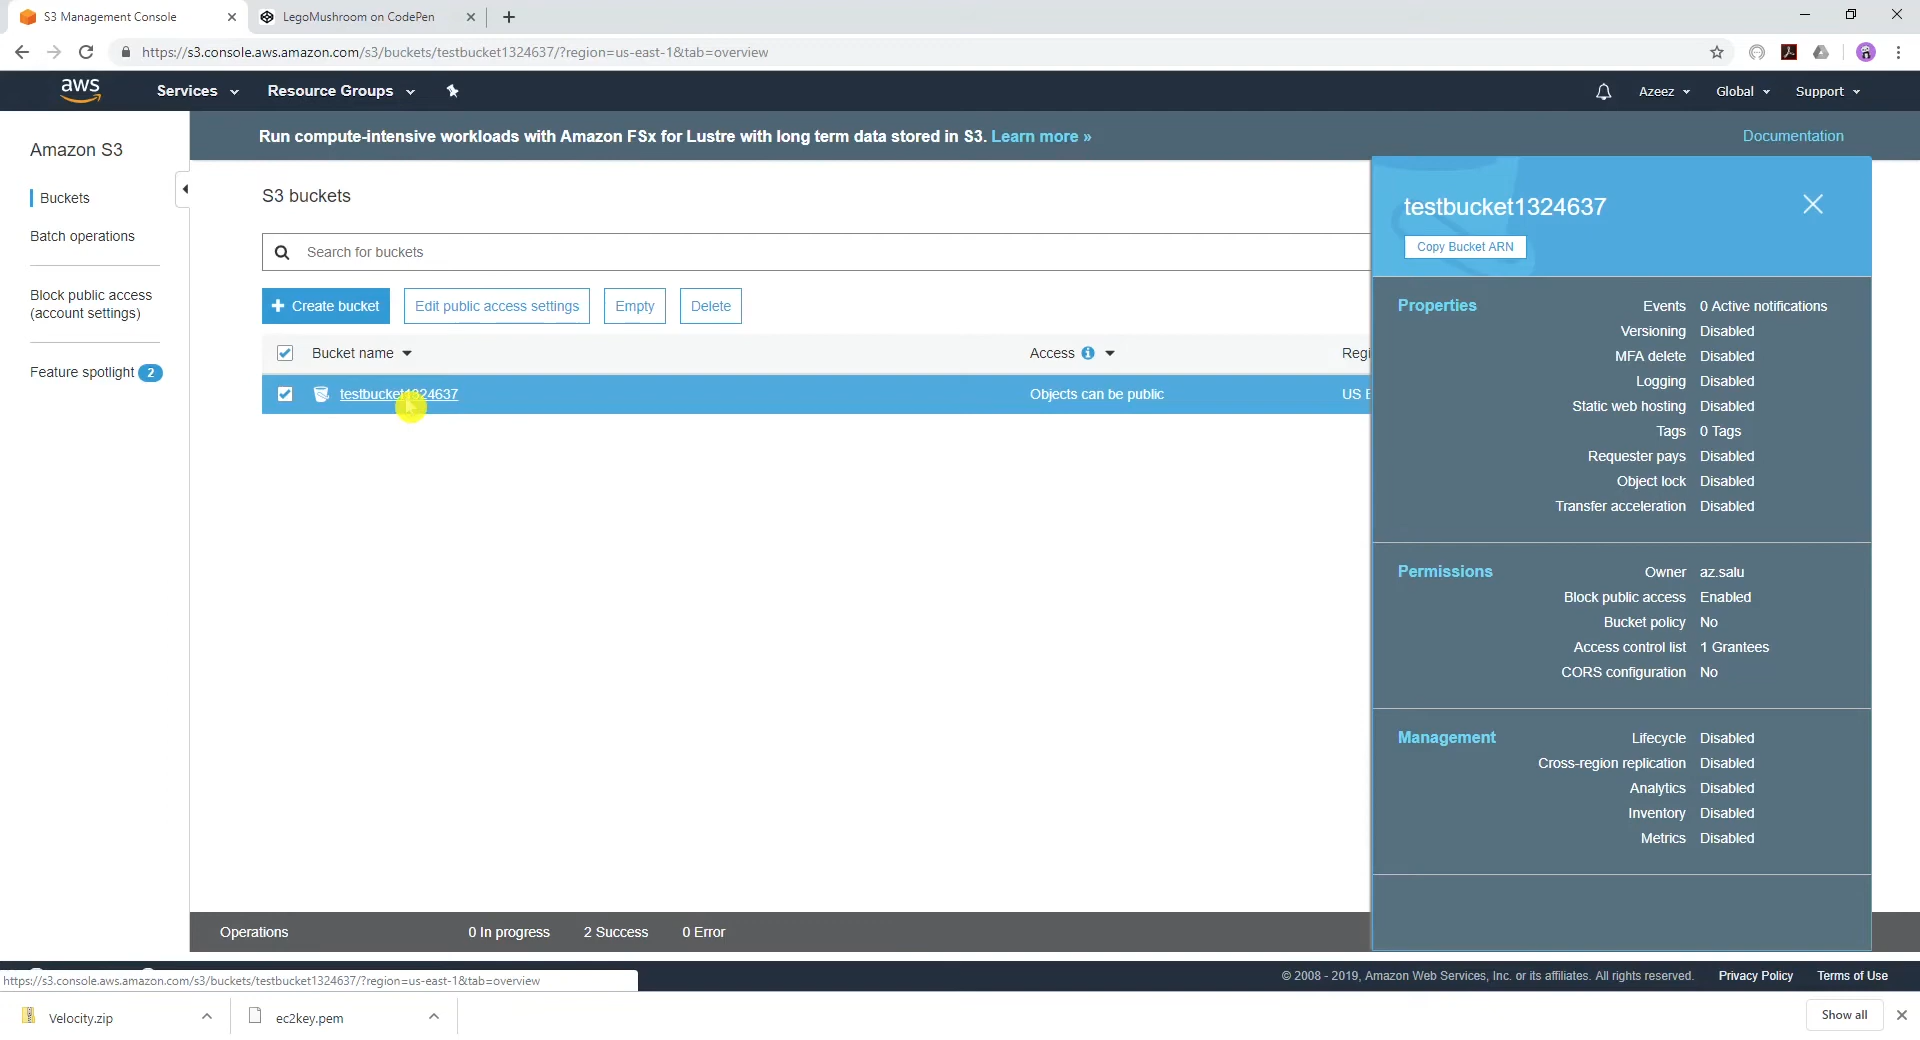 S3 Management Console
LegoMushroom on CodePen
https://s3.console.aws.amazon.com/s3/buckets/testbucket1324637/?region=us-east-1&tab=overview
aws
Services
Resource Groups
Azeez
Global
Support
Amazon S3
Buckets
Batch operations
Block public access
(account settings)
Feature spotlight 2
Run compute-intensive workloads with Amazon FSx for Lustre with long term data stored in S3. Learn more »
Documentation
S3 buckets
Search for buckets
+ Create bucket
Edit public access settings
Empty
Delete
Bucket name
Access
Regi
testbucket1324637
Objects can be public
US E
testbucket1324637
Copy Bucket ARN
Properties
Events 0 Active notifications
Versioning Disabled
MFA delete Disabled
Logging Disabled
Static web hosting Disabled
Tags 0 Tags
Requester pays Disabled
Object lock Disabled
Transfer acceleration Disabled
Permissions
Owner az.salu
Block public access Enabled
Bucket policy No
Access control list 1 Grantees
CORS configuration No
Management
Lifecycle Disabled
Cross-region replication Disabled
Analytics Disabled
Inventory Disabled
Metrics Disabled
Operations
0 In progress
2 Success
0 Error
https://s3.console.aws.amazon.com/s3/buckets/testbucket1324637/?region=us-east-1&tab=overview
© 2008 - 2019, Amazon Web Services, Inc. or its affiliates. All rights reserved.
Privacy Policy
Terms of Use
Velocity.zip
ec2key.pem
Show all